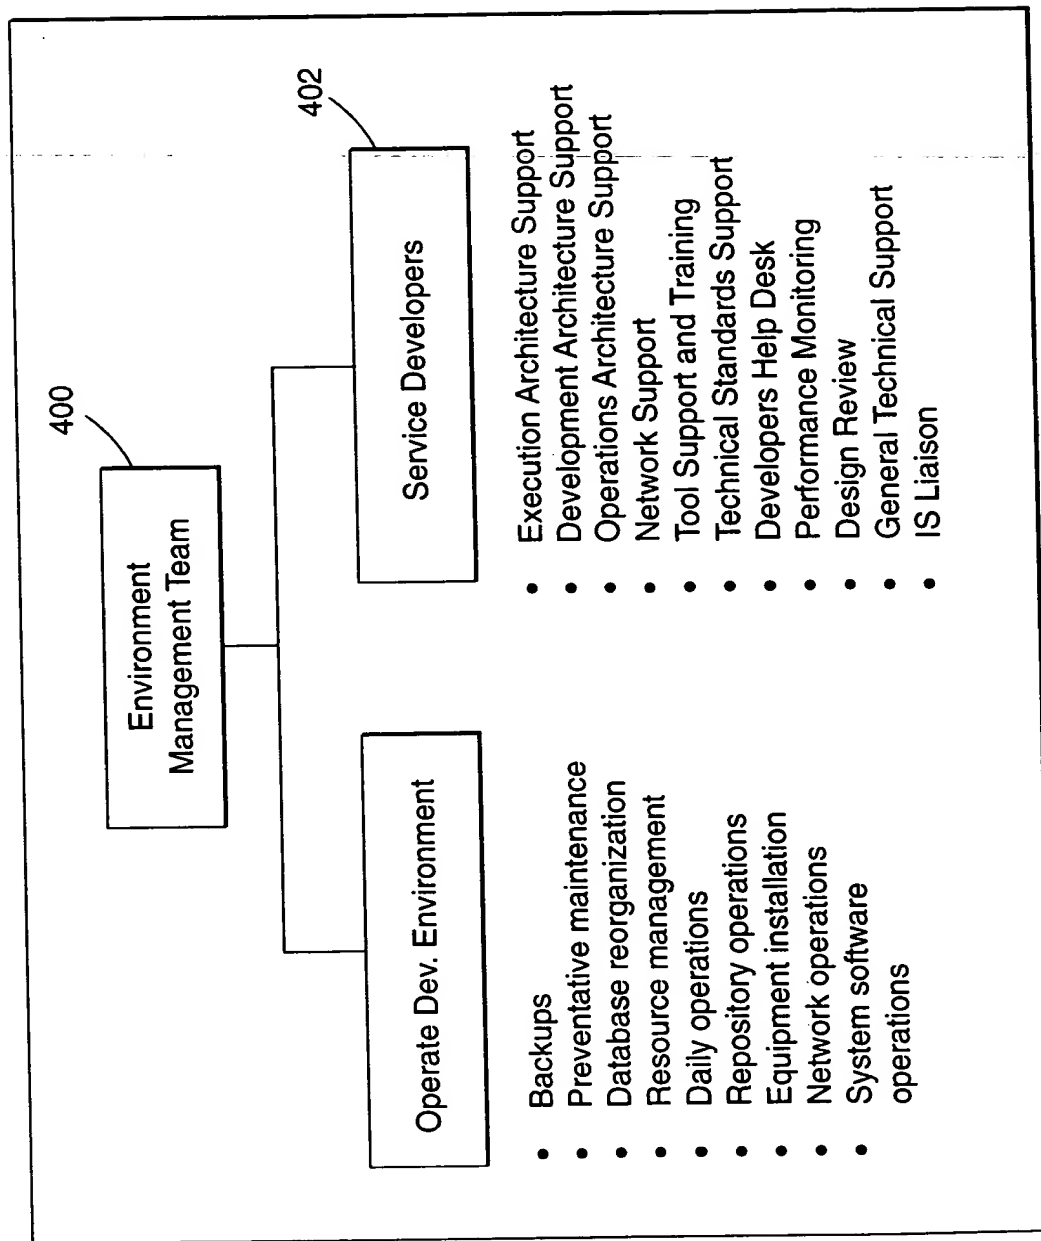 400
Environment
Management Team
402
Operate Dev. Environment
• Backups
• Preventative maintenance
• Database reorganization
• Resource management
• Daily operations
• Repository operations
• Equipment installation
• Network operations
• System software
operations
Service Developers
• Execution Architecture Support
• Development Architecture Support
• Operations Architecture Support
• Network Support
• Tool Support and Training
• Technical Standards Support
• Developers Help Desk
• Performance Monitoring
• Design Review
• General Technical Support
• IS Liaison